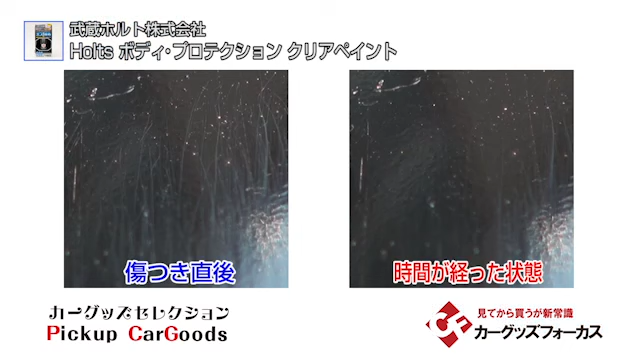 武蔵ホルト株式会社
Holts ボディ・プロテクション クリアペイント
傷つき直後
時間が経った状態
カーグッズセレクション
Pickup CarGoods
見てから買うが新常識
カーグッズフォーカス